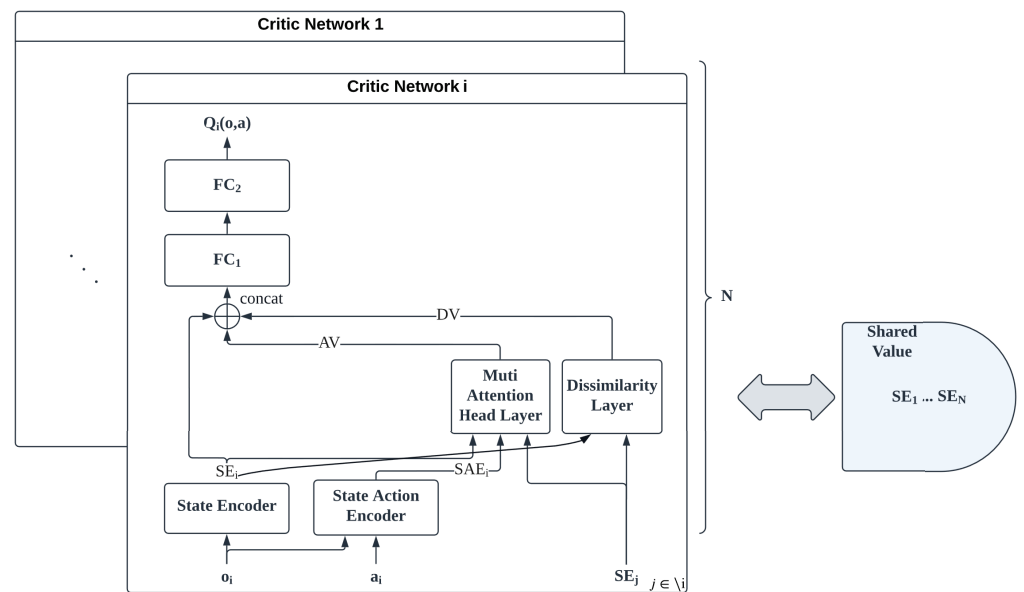 Critic Network 1
Critic Network i
Qᵢ(o,a)
FC₂
FC₁
concat
DV
AV
N
Shared
Value
SE₁ ... SE_N
Muti
Attention
Head Layer
Dissimilarity
Layer
SEᵢ
SAEᵢ
State Encoder
State Action
Encoder
oᵢ
aᵢ
SEⱼ
j ∈ \i